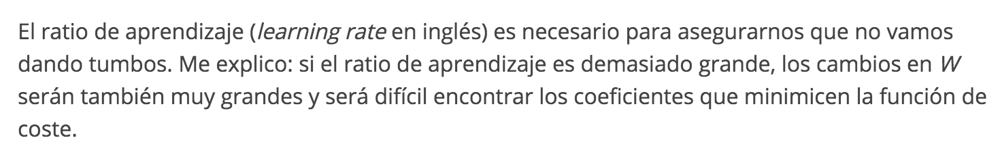 El ratio de aprendizaje (learning rate en inglés) es necesario para asegurarnos que no vamos
dando tumbos. Me explico: si el ratio de aprendizaje es demasiado grande, los cambios en W
serán también muy grandes y será difícil encontrar los coeficientes que minimicen la función de
coste.